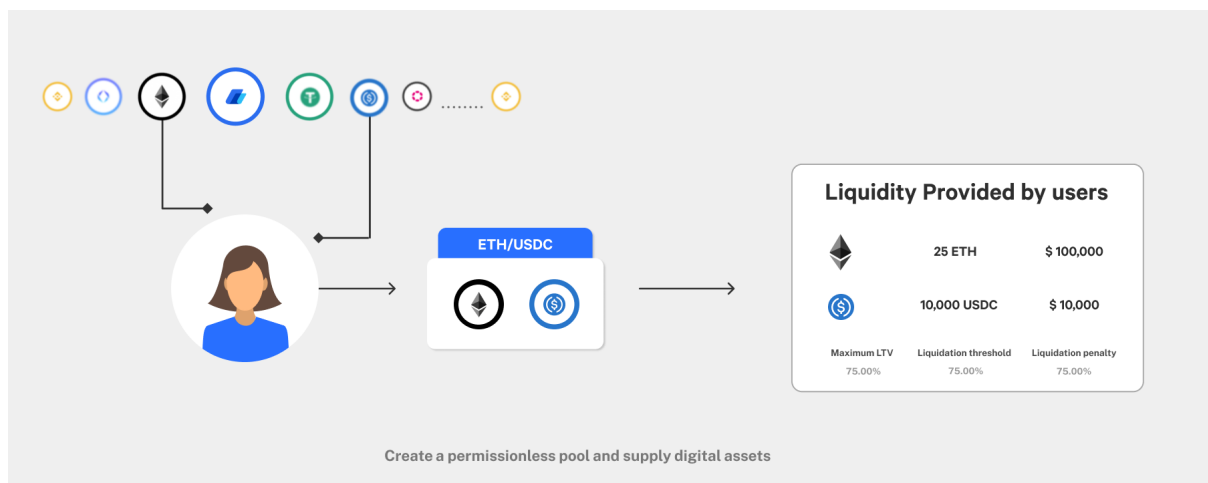 ........
Liquidity Provided by users
ETH/USDC
25 ETH $ 100,000
10,000 USDC $ 10,000
Maximum LTV Liquidation threshold Liquidation penalty
75.00% 75.00% 75.00%
Create a permissionless pool and supply digital assets